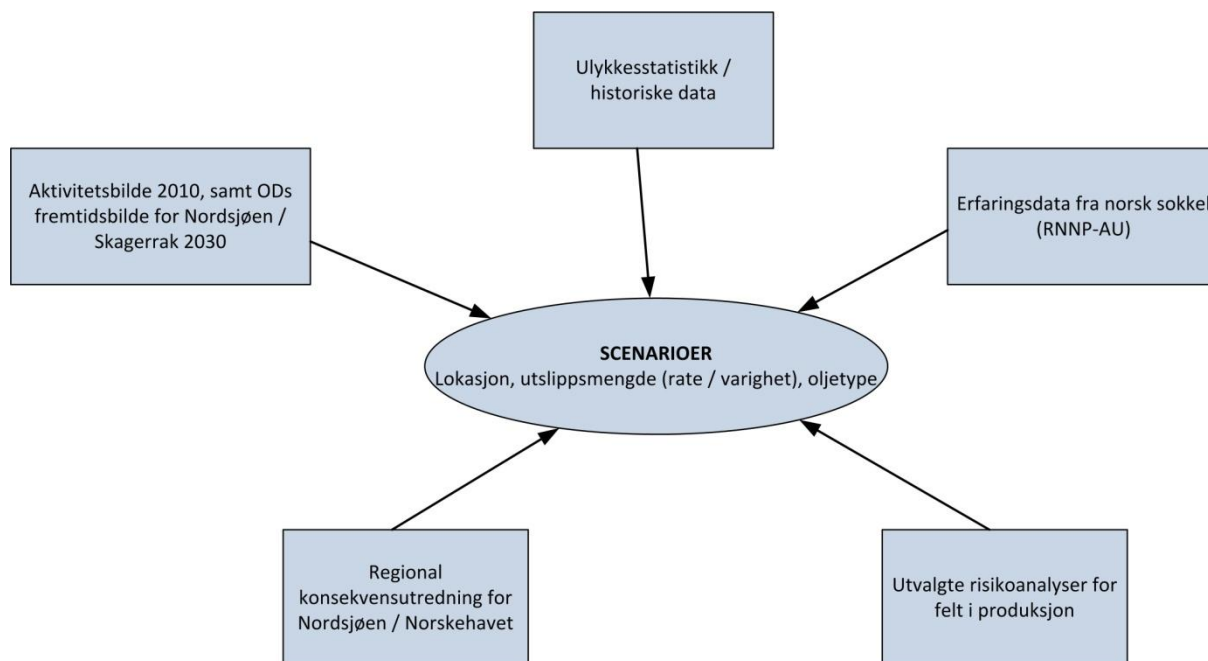 Ulykkesstatistikk /
historiske data
Aktivitetsbilde 2010, samt ODs
fremtidsbilde for Nordsjøen /
Skagerrak 2030
Erfaringsdata fra norsk sokkel
(RNNP-AU)
SCENARIOER
Lokasjon, utslippsmengde (rate / varighet), oljetype
Regional
konsekvensutredning for
Nordsjøen / Norskehavet
Utvalgte risikoanalyser for
felt i produksjon